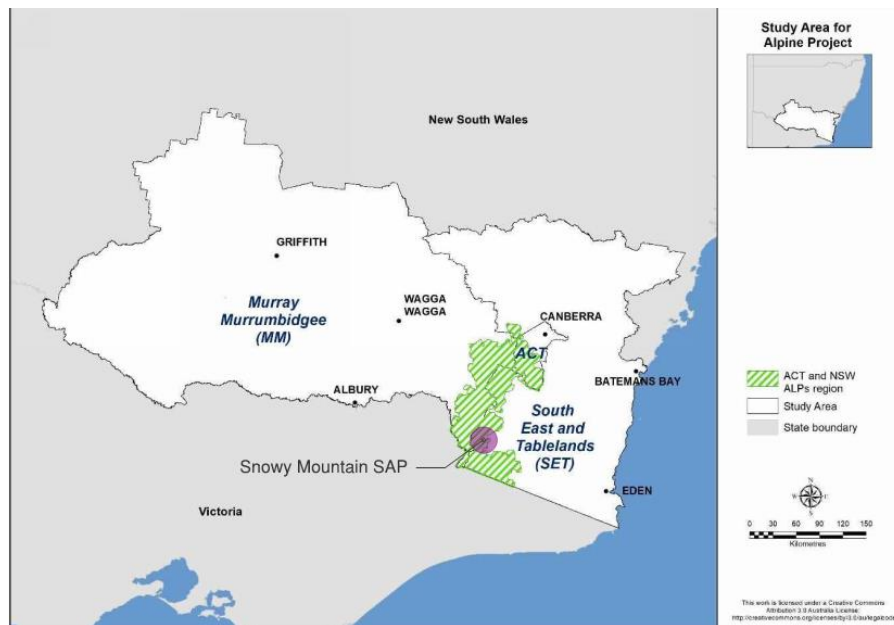 Study Area for
Alpine Project
New South Wales
GRIFFITH
Murray
Murrumbidgee
(MM)
WAGGA
WAGGA
CANBERRA
ACT
BATEMANS BAY
ALBURY
South
East and
Tablelands
(SET)
Snowy Mountain SAP
EDEN
Victoria
ACT and NSW
ALPs region
Study Area
State boundary
N
W
S
0 30 60 90 120 150
Kilometres
This work is licensed under a Creative Commons
Attribution 3.0 Australia License.